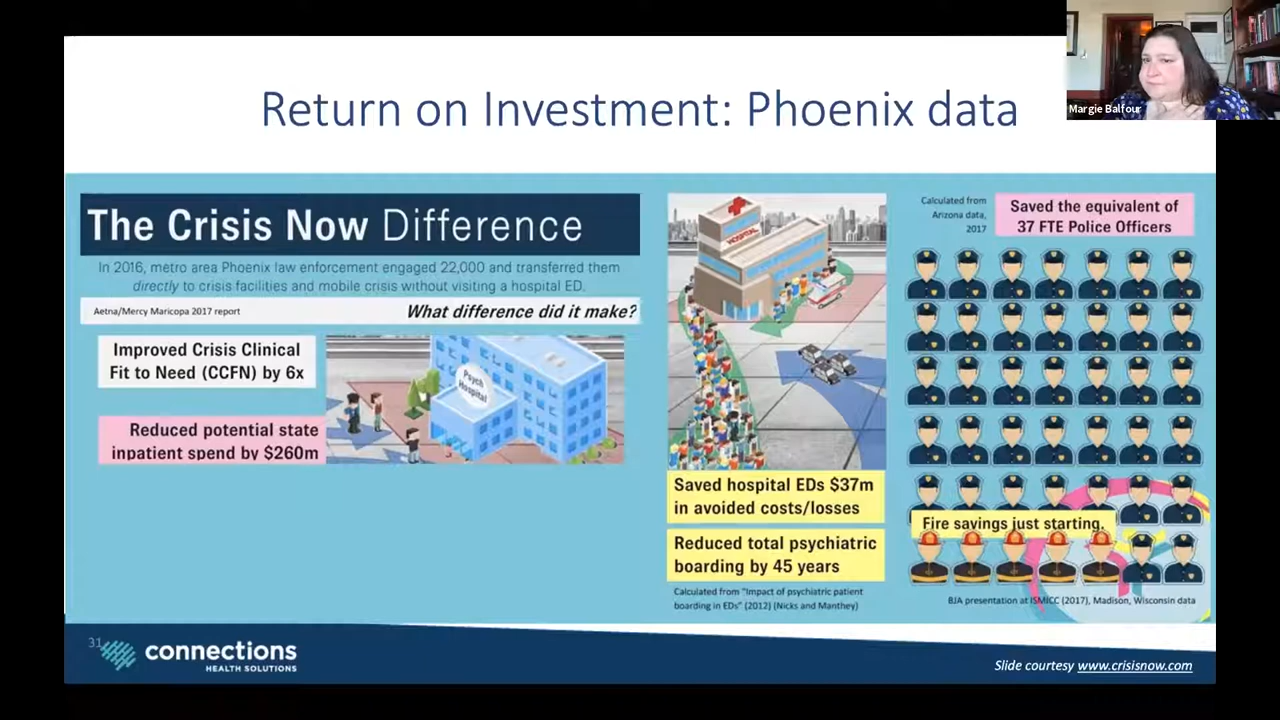 Margie Balfour
Return on Investment: Phoenix data
The Crisis Now Difference
In 2016, metro area Phoenix law enforcement engaged 22,000 and transferred them
directly to crisis facilities and mobile crisis without visiting a hospital ED.
Aetna/Mercy Maricopa 2017 report
What difference did it make?
Improved Crisis Clinical
Fit to Need (CCFN) by 6x
Psych
Hospital
Reduced potential state
inpatient spend by $260m
HOSPITAL
Saved hospital EDs $37m
in avoided costs/losses
Reduced total psychiatric
boarding by 45 years
Calculated from “Impact of psychiatric patient
boarding in EDs” (2012) (Nicks and Manthey)
Calculated from
Arizona data,
2017
Saved the equivalent of
37 FTE Police Officers
Fire savings just starting.
BJA presentation at ISMICC (2017), Madison, Wisconsin data
31
connections
HEALTH SOLUTIONS
Slide courtesy www.crisisnow.com